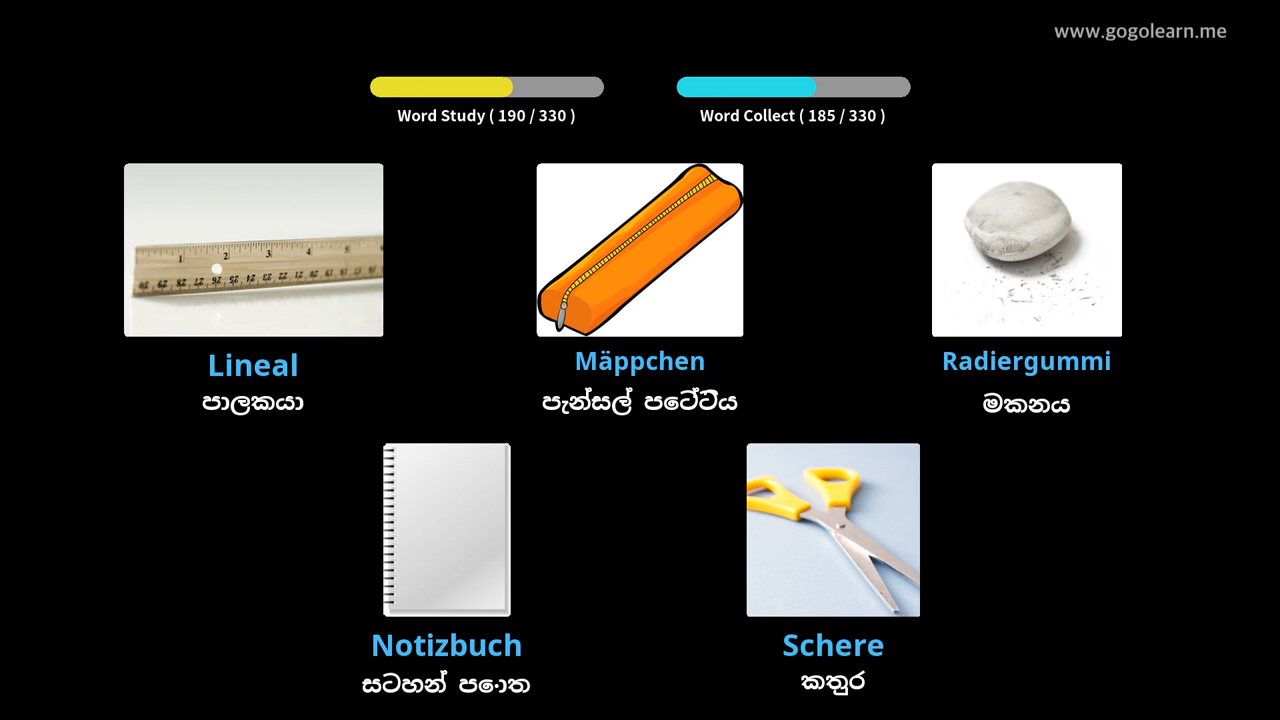 www.gogolearn.me
Word Study ( 190 / 330 )
Word Collect ( 185 / 330 )
Lineal
පාලකයා
Mäppchen
පැන්සල් පෙට්ටිය
Radiergummi
මකනය
Notizbuch
සටහන් පොත
Schere
කතුර